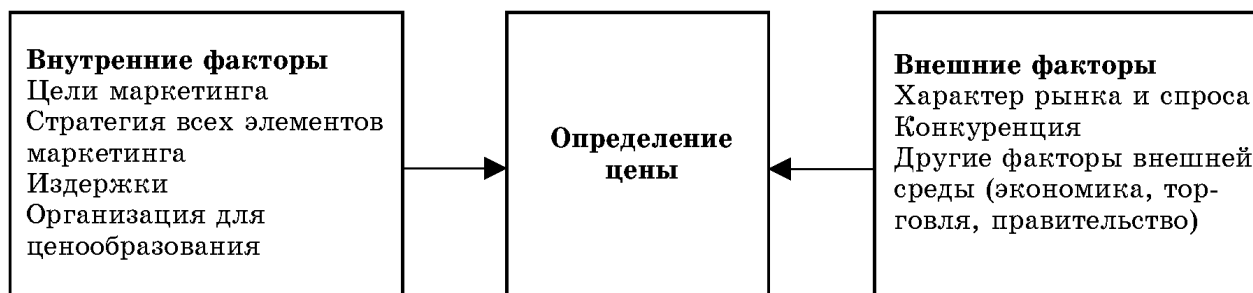 Внутренние факторы
Цели маркетинга
Стратегия всех элементов
маркетинга
Издержки
Организация для
ценообразования
Определение
цены
Внешние факторы
Характер рынка и спроса
Конкуренция
Другие факторы внешней
среды (экономика, тор-
говля, правительство)